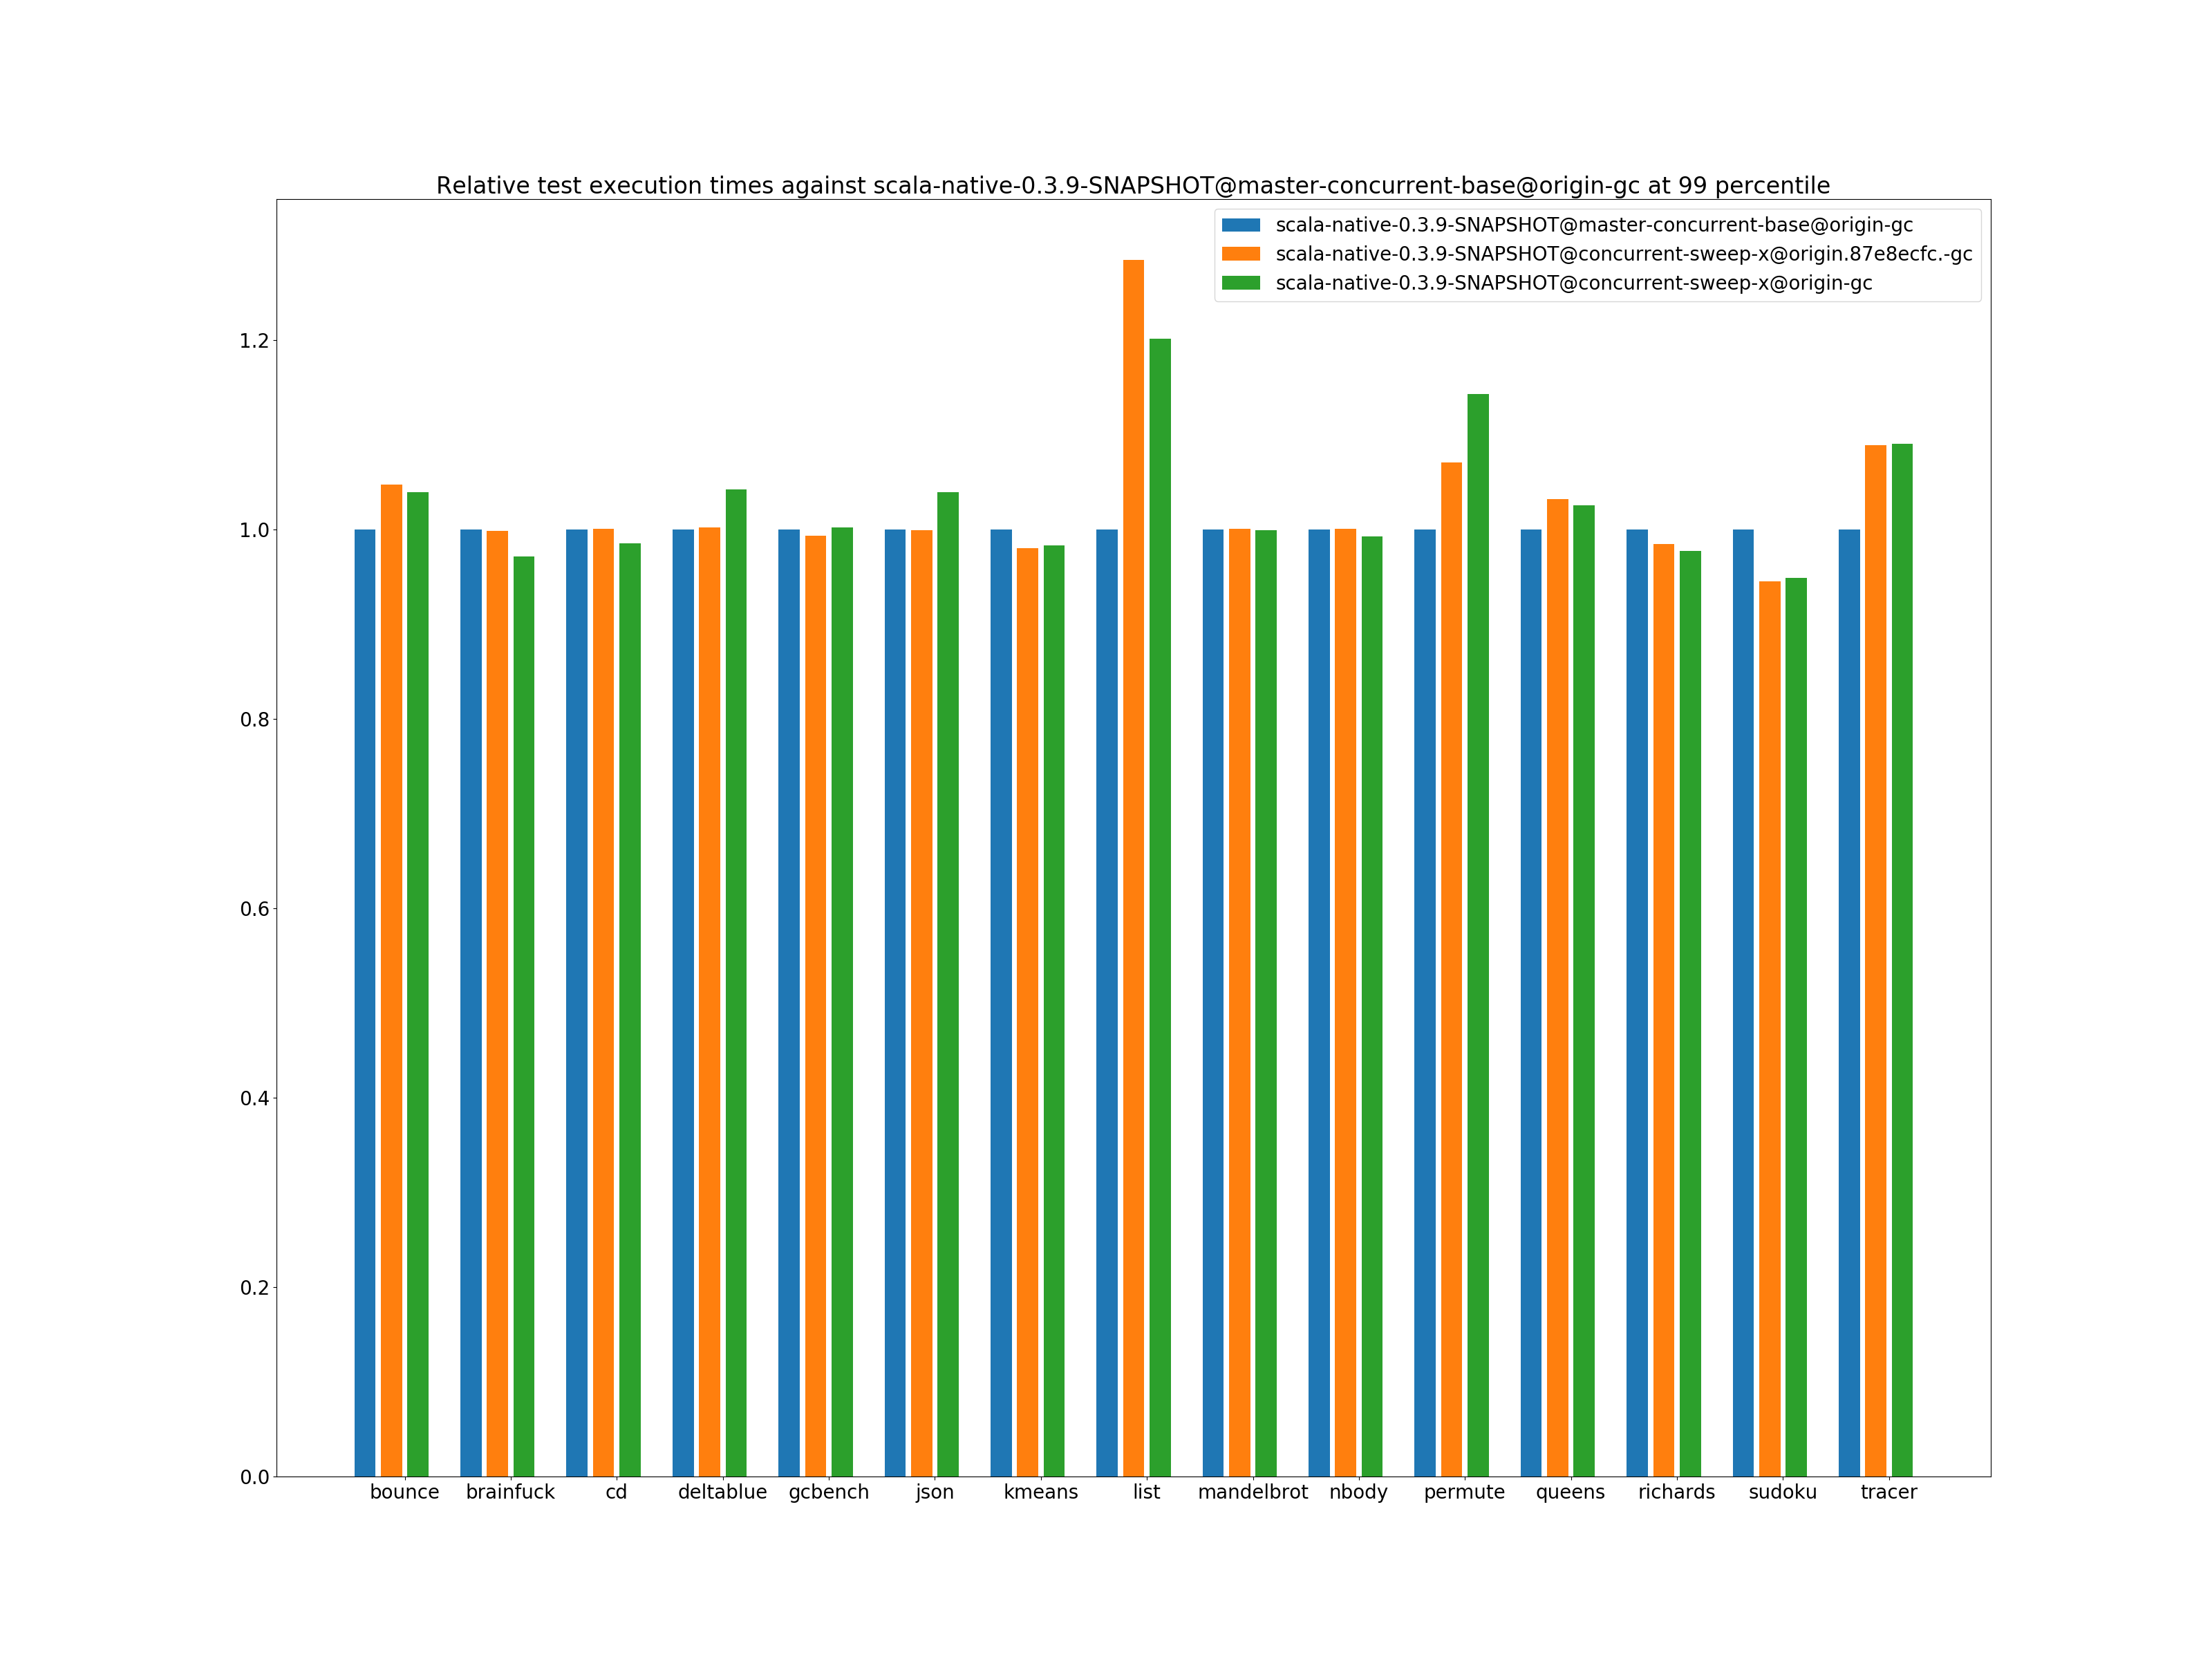 Relative test execution times against scala-native-0.3.9-SNAPSHOT@master-concurrent-base@origin-gc at 99 percentile
scala-native-0.3.9-SNAPSHOT@master-concurrent-base@origin-gc
scala-native-0.3.9-SNAPSHOT@concurrent-sweep-x@origin.87e8ecfc.-gc
scala-native-0.3.9-SNAPSHOT@concurrent-sweep-x@origin-gc
1.2
1.0
0.8
0.6
0.4
0.2
0.0
bounce brainfuck cd deltablue gcbench json kmeans list mandelbrot nbody permute queens richards sudoku tracer